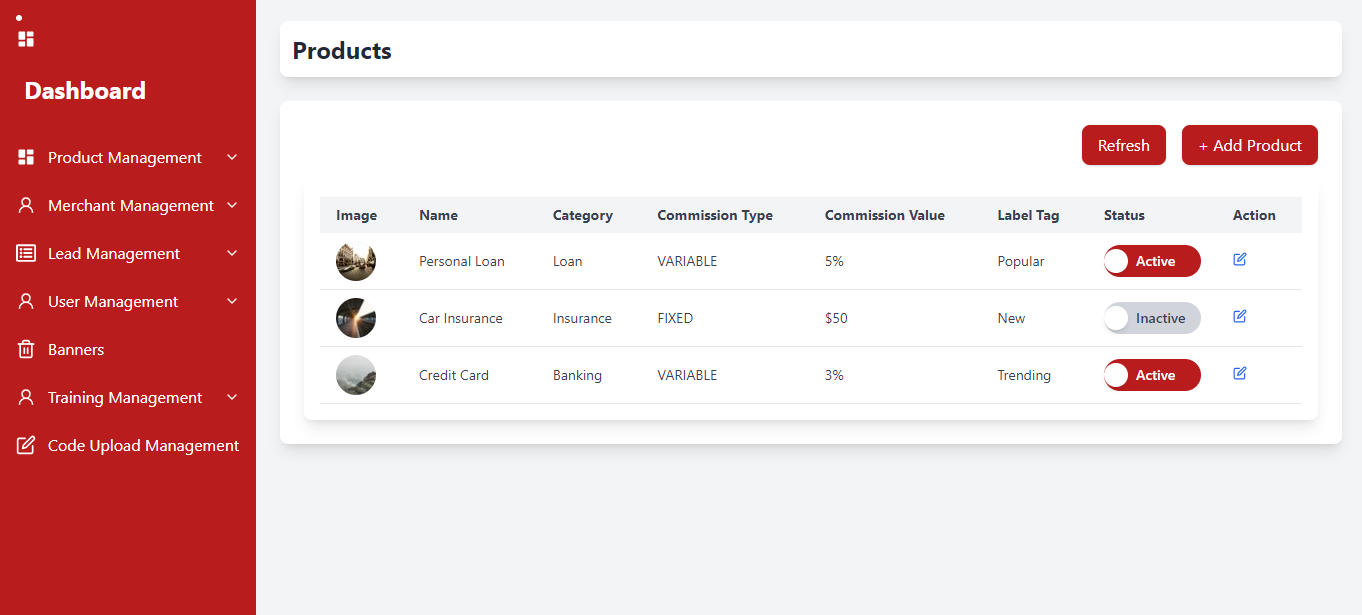 Dashboard
Product Management
Merchant Management
Lead Management
User Management
Banners
Training Management
Code Upload Management
Products
Refresh
+ Add Product
Image Name Category Commission Type Commission Value Label Tag Status Action
Personal Loan Loan VARIABLE 5% Popular Active
Car Insurance Insurance FIXED $50 New Inactive
Credit Card Banking VARIABLE 3% Trending Active